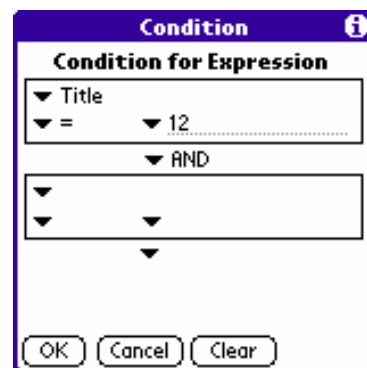 Condition i
Condition for Expression
Title
= 12
AND
OK Cancel Clear